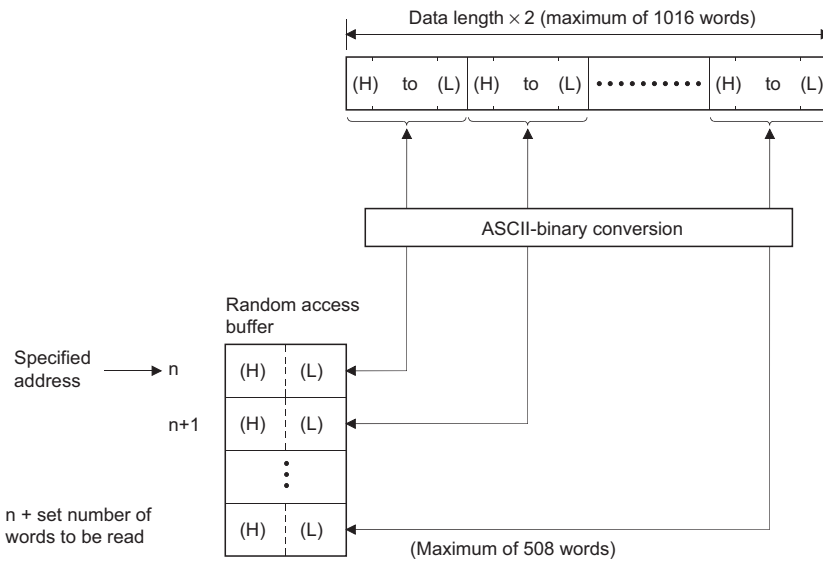 Data length × 2 (maximum of 1016 words)
(H) to (L) (H) to (L) (H) to (L)
ASCII-binary conversion
Random access
buffer
Specified
address
n (H) (L)
n+1 (H) (L)
n + set number of
words to be read
(H) (L)
(Maximum of 508 words)